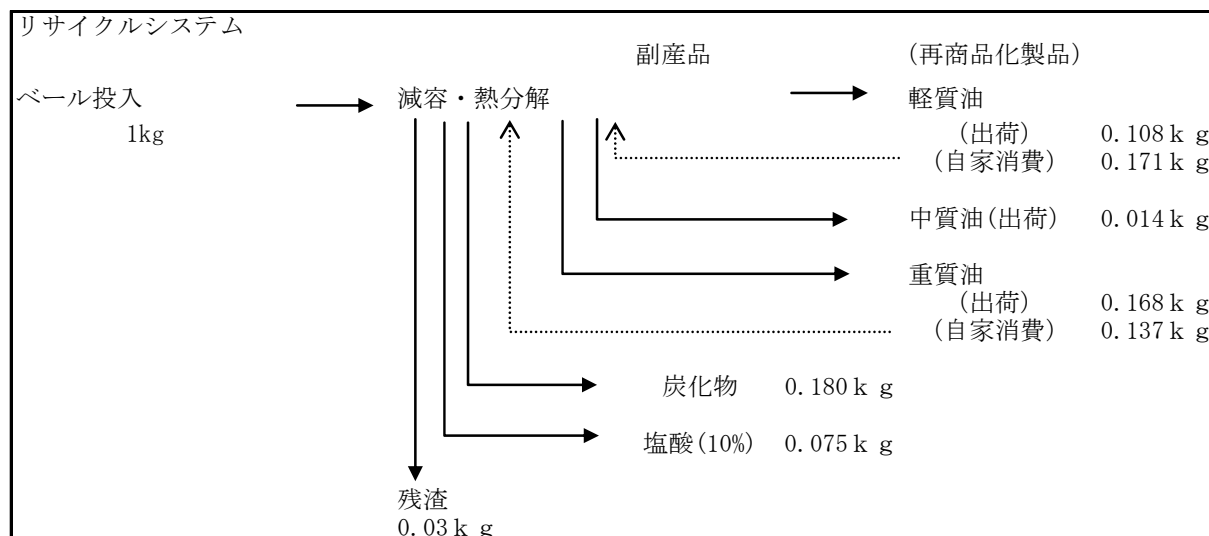 リサイクルシステム
副産品 (再商品化製品)
ベール投入 減容・熱分解 軽質油
1kg (出荷) 0.108kg
(自家消費) 0.171kg
中質油(出荷) 0.014kg
重質油
(出荷) 0.168kg
(自家消費) 0.137kg
炭化物 0.180kg
塩酸(10%) 0.075kg
残渣
0.03kg